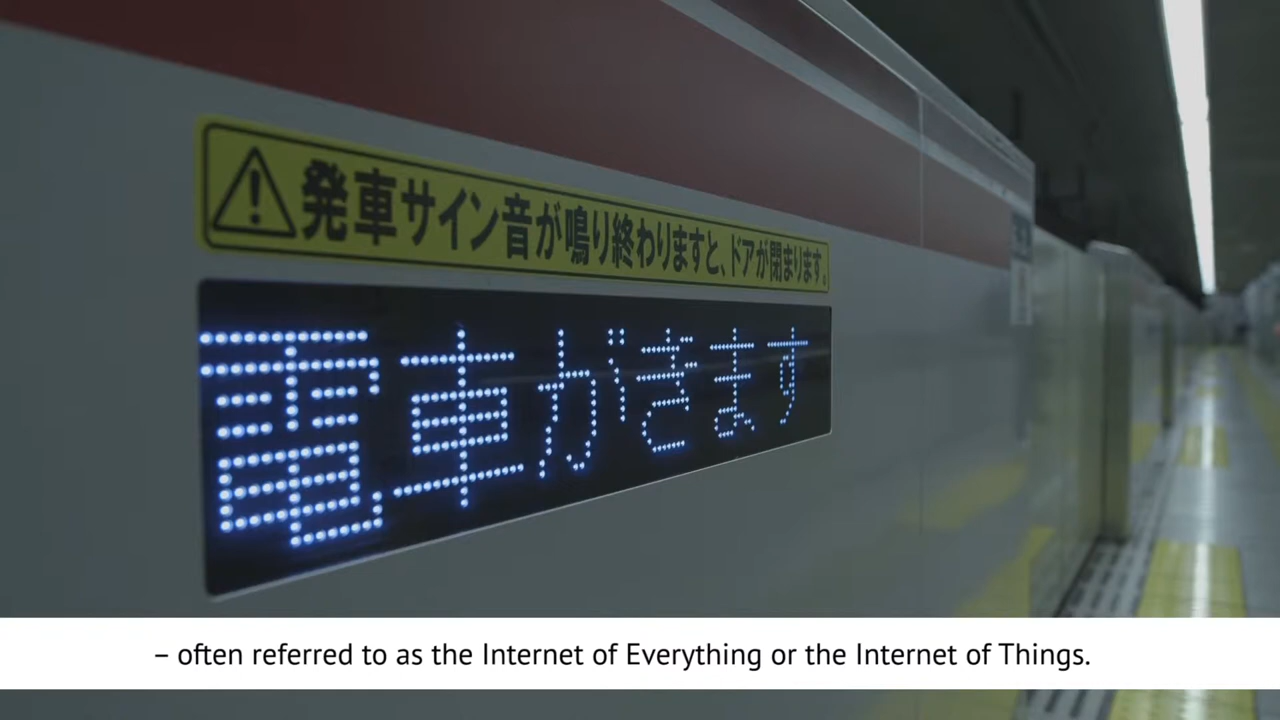 発車サイン音が鳴り終わりますと、ドアが閉まります。
電車がきます
– often referred to as the Internet of Everything or the Internet of Things.